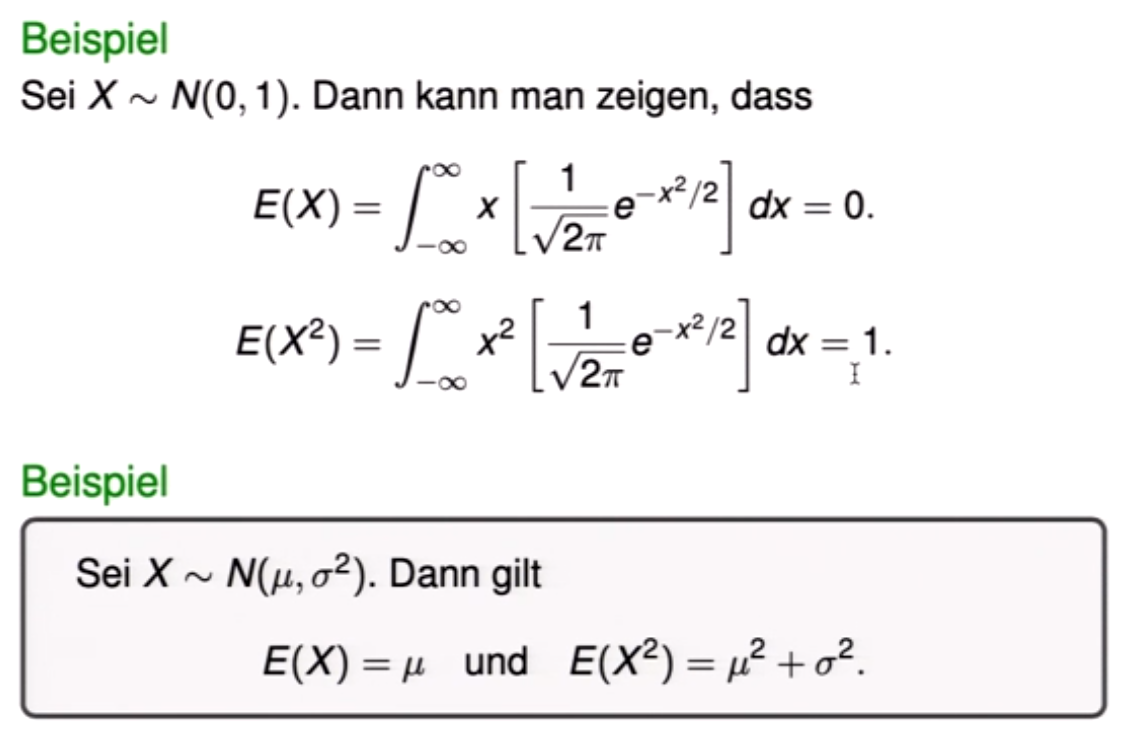 Beispiel
Sei X ∼ N(0, 1). Dann kann man zeigen, dass
E(X) = ∫_{−∞}^{∞} x [ 1/√(2π) e^{−x²/2} ] dx = 0.
E(X²) = ∫_{−∞}^{∞} x² [ 1/√(2π) e^{−x²/2} ] dx = 1.
Beispiel
Sei X ∼ N(μ, σ²). Dann gilt
E(X) = μ und E(X²) = μ² + σ².